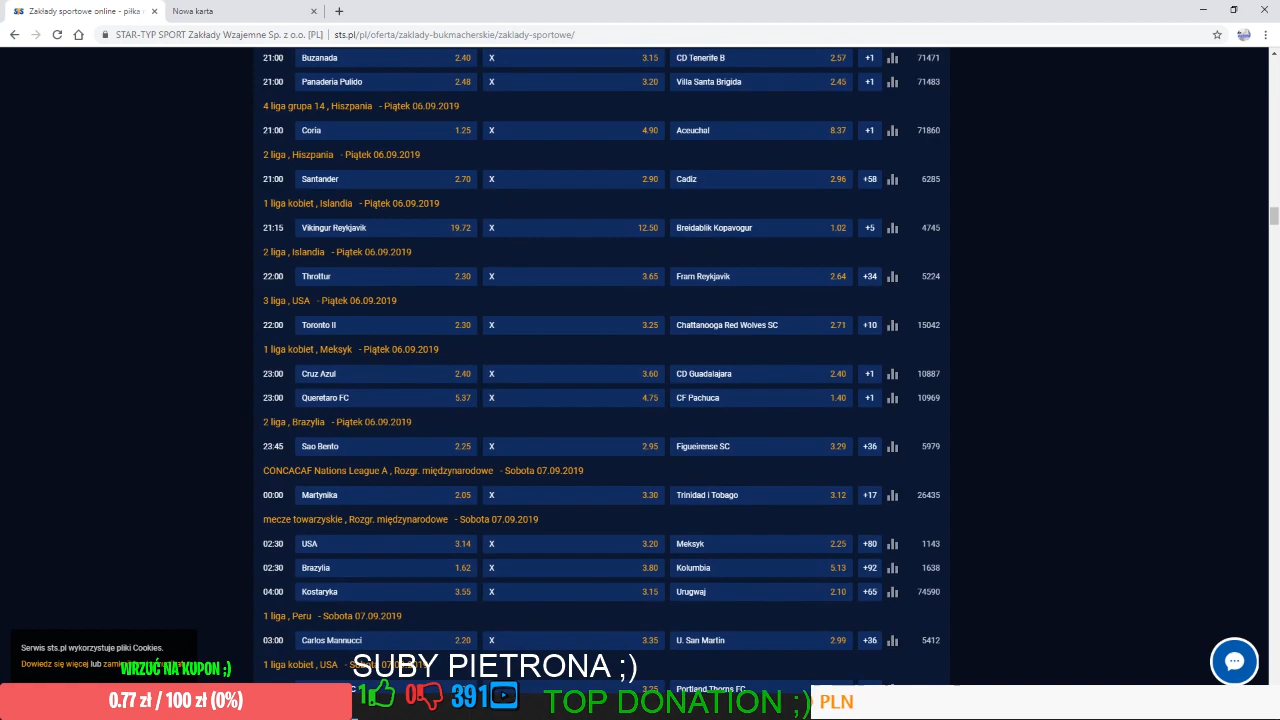 Zakłady sportowe online - piłka
Nowa karta
STAR-TYP SPORT Zakłady Wzajemne Sp. z o.o. [PL] | sts.pl/pl/oferta/zaklady-bukmacherskie/zaklady-sportowe/
21:00 Buzanada 2.40 X 3.15 CD Tenerife B 2.57 +1 71471
21:00 Panaderia Pulido 2.48 X 3.20 Villa Santa Brigida 2.45 +1 71483
4 liga grupa 14 , Hiszpania - Piątek 06.09.2019
21:00 Coria 1.25 X 4.90 Aceuchal 8.37 +1 71860
2 liga , Hiszpania - Piątek 06.09.2019
21:00 Santander 2.70 X 2.90 Cadiz 2.96 +58 6285
1 liga kobiet , Islandia - Piątek 06.09.2019
21:15 Vikingur Reykjavik 19.72 X 12.50 Breidablik Kopavogur 1.02 +5 4745
2 liga , Islandia - Piątek 06.09.2019
22:00 Throttur 2.30 X 3.65 Fram Reykjavik 2.64 +34 5224
3 liga , USA - Piątek 06.09.2019
22:00 Toronto II 2.30 X 3.25 Chattanooga Red Wolves SC 2.71 +10 15042
1 liga kobiet , Meksyk - Piątek 06.09.2019
23:00 Cruz Azul 2.40 X 3.60 CD Guadalajara 2.40 +1 10887
23:00 Queretaro FC 5.37 X 4.75 CF Pachuca 1.40 +1 10969
2 liga , Brazylia - Piątek 06.09.2019
23:45 Sao Bento 2.25 X 2.95 Figueirense SC 3.29 +36 5979
CONCACAF Nations League A , Rozgr. międzynarodowe - Sobota 07.09.2019
00:00 Martynika 2.05 X 3.30 Trinidad i Tobago 3.12 +17 26435
mecze towarzyskie , Rozgr. międzynarodowe - Sobota 07.09.2019
02:30 USA 3.14 X 3.20 Meksyk 2.25 +80 1143
02:30 Brazylia 1.62 X 3.80 Kolumbia 5.13 +92 1638
04:00 Kostaryka 3.55 X 3.15 Urugwaj 2.10 +65 74590
1 liga , Peru - Sobota 07.09.2019
03:00 Carlos Mannucci 2.20 X 3.35 U. San Martin 2.99 +36 5412
1 liga kobiet , USA
Portland Thorns FC
Serwis sts.pl wykorzystuje pliki Cookies.
Dowiedz się więcej lub
WRZUĆ NA KUPON ;)
0.77 zł / 100 zł (0%)
SUBY PIETRONA ;)
1 0 391
TOP DONATION ;)
PLN